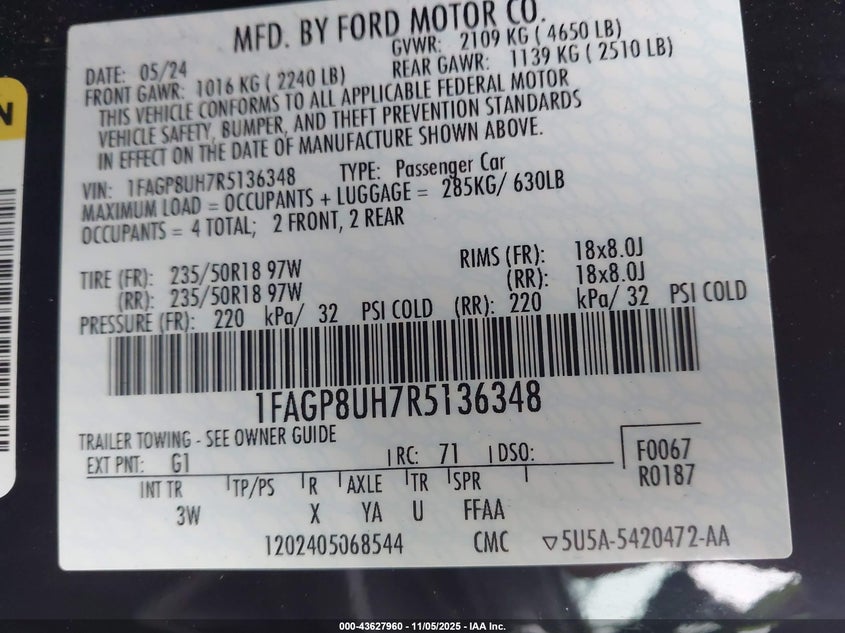 MFD. BY FORD MOTOR CO.
DATE: 05/24 GVWR: 2109 KG ( 4650 LB)
FRONT GAWR: 1016 KG ( 2240 LB) REAR GAWR: 1139 KG ( 2510 LB)
THIS VEHICLE CONFORMS TO ALL APPLICABLE FEDERAL MOTOR
VEHICLE SAFETY, BUMPER, AND THEFT PREVENTION STANDARDS
IN EFFECT ON THE DATE OF MANUFACTURE SHOWN ABOVE.
VIN: 1FAGP8UH7R5136348 TYPE: Passenger Car
MAXIMUM LOAD = OCCUPANTS + LUGGAGE = 285KG/ 630LB
OCCUPANTS = 4 TOTAL; 2 FRONT, 2 REAR
TIRE (FR): 235/50R18 97W RIMS (FR): 18x8.0J
(RR): 235/50R18 97W (RR): 18x8.0J
PRESSURE (FR): 220 kPa/ 32 PSI COLD (RR): 220 kPa/ 32 PSI COLD
1FAGP8UH7R5136348
TRAILER TOWING - SEE OWNER GUIDE
EXT PNT: G1 RC: 71 DSO: F0067
R0187
INT TR TP/PS R AXLE TR SPR
3W X YA U FFAA
1202405068544 CMC ▽5U5A-5420472-AA
N
000-43627960 - 11/05/2025 - IAA Inc.